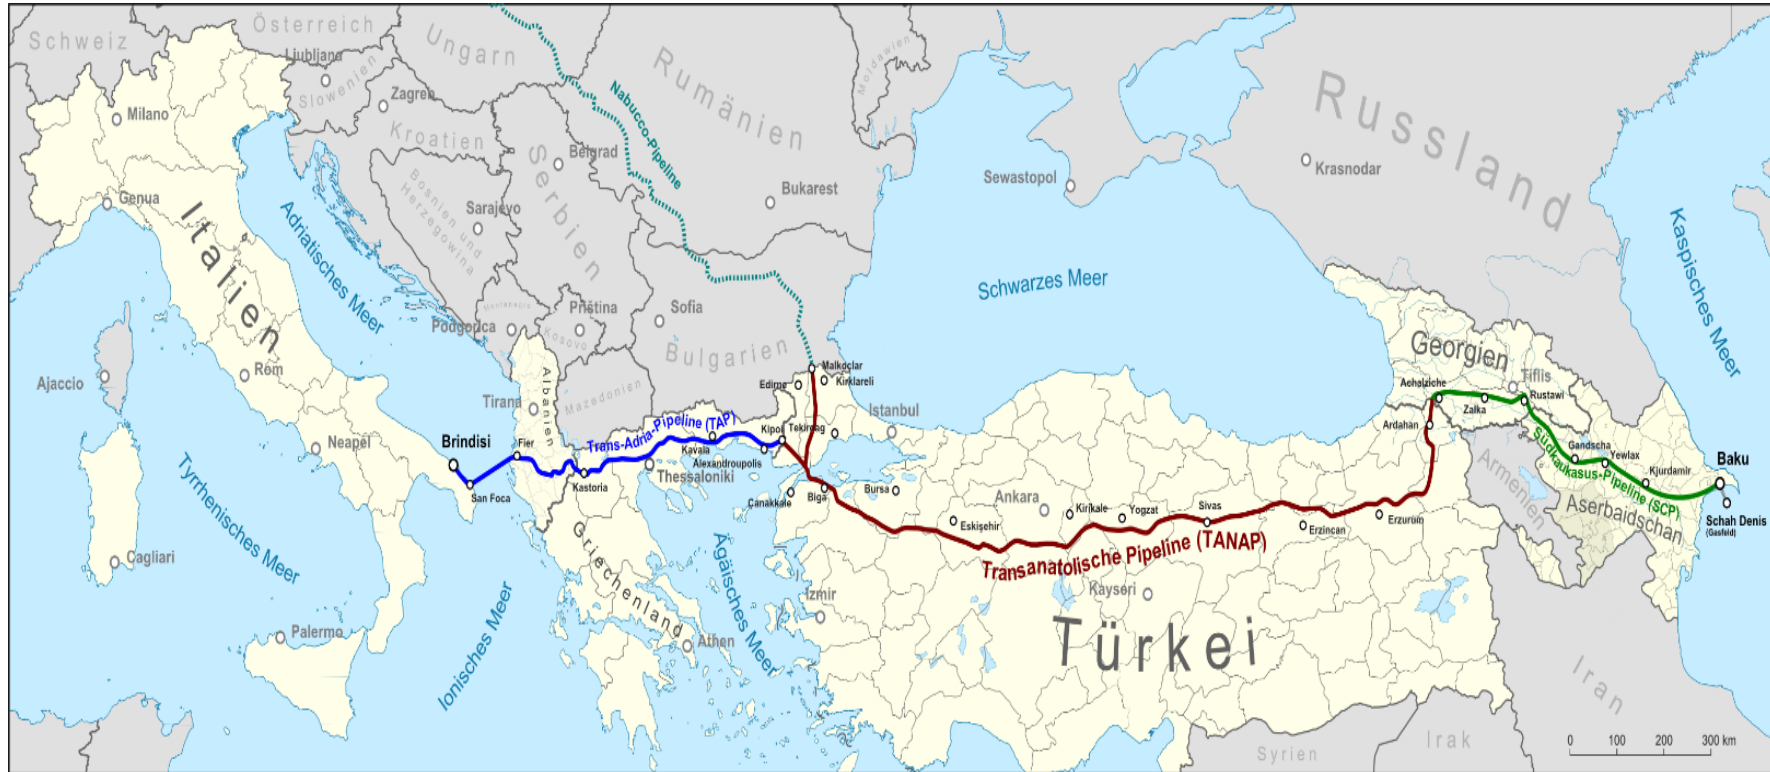 Schweiz
Österreich
Ljubljana
Slowenien
Ungarn
Zagreb
Kroatien
Milano
Genua
Italien
Adriatisches Meer
Bosnien und
Herzegowina
Sarajevo
Serbien
Belgrad
Nabucco-Pipeline
Rumänien
Moldawien
Bukarest
Sewastopol
Krasnodar
Russland
Kaspisches Meer
Schwarzes Meer
Montenegro
Podgorica
Priština
Kosovo
Sofia
Bulgarien
Mazedonien
Albanien
Tirana
Ajaccio
Rom
Neapel
Tyrrhenisches Meer
Cagliari
Palermo
Ionisches Meer
Brindisi
San Foca
Fier
Kastoria
Trans-Adria-Pipeline (TAP)
Thessaloniki
Kavala
Alexandroupolis
Kipoi
Tekirdag
Edirne
Malkoçlar
Kirklareli
Istanbul
Griechenland
Athen
Ägäisches Meer
Çanakkale
Biga
Bursa
Izmir
Eskişehir
Ankara
Kirikale
Yogzat
Sivas
Kayseri
Transanatolische Pipeline (TANAP)
Türkei
Erzincan
Erzurum
Ardahan
Georgien
Achalziche
Zalka
Tiflis
Rustawi
Armenien
Gandscha
Yewlax
Kjurdamir
Südkaukasus-Pipeline (SCP)
Aserbaidschan
Baku
Schah Denis
(Gasfeld)
Iran
Irak
Syrien
0 100 200 300 km